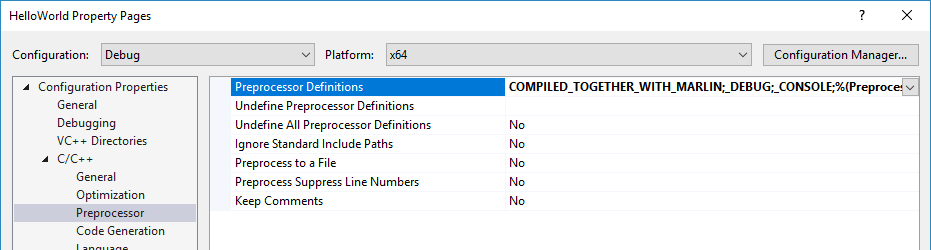 HelloWorld Property Pages
?
Configuration: Debug Platform: x64 Configuration Manager...
Configuration Properties
General
Debugging
VC++ Directories
C/C++
General
Optimization
Preprocessor
Code Generation
Language
Preprocessor Definitions COMPILED_TOGETHER_WITH_MARLIN;_DEBUG;_CONSOLE;%(Preproces
Undefine Preprocessor Definitions
Undefine All Preprocessor Definitions No
Ignore Standard Include Paths No
Preprocess to a File No
Preprocess Suppress Line Numbers No
Keep Comments No